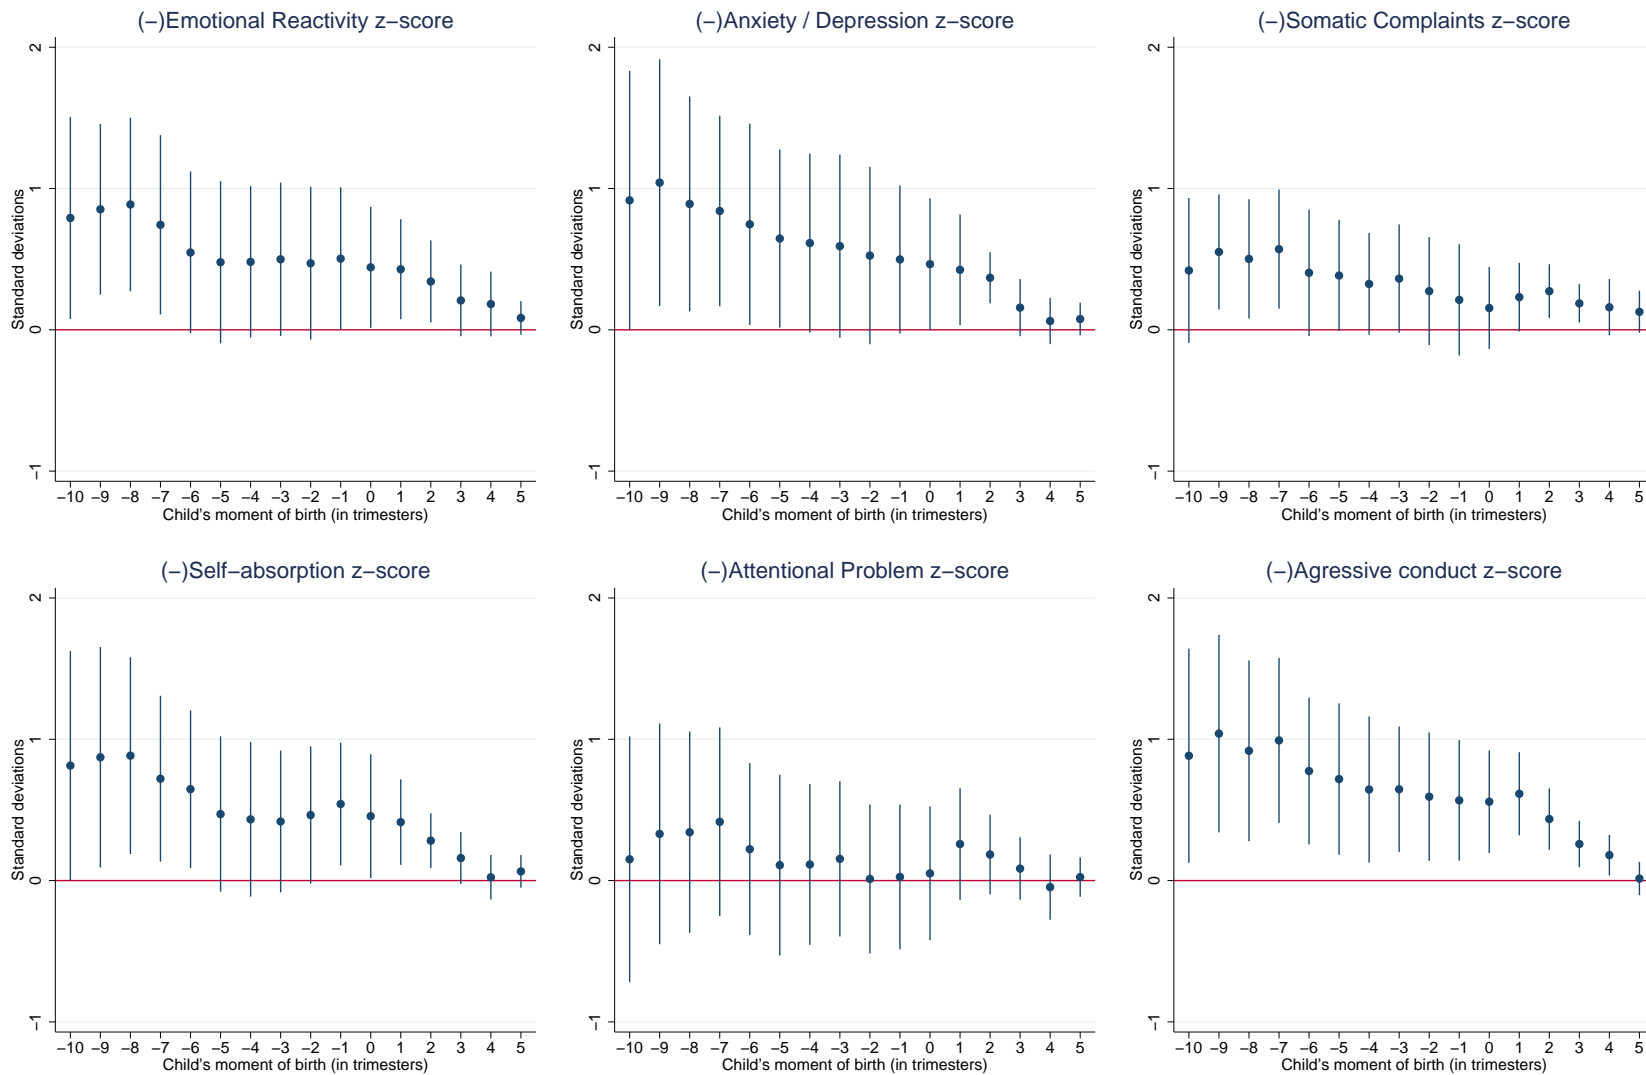 (−)Emotional Reactivity z−score
2
1
0
−1
Standard deviations
−10 −9 −8 −7 −6 −5 −4 −3 −2 −1 0 1 2 3 4 5
Child's moment of birth (in trimesters)
(−)Anxiety / Depression z−score
2
1
0
−1
Standard deviations
−10 −9 −8 −7 −6 −5 −4 −3 −2 −1 0 1 2 3 4 5
Child's moment of birth (in trimesters)
(−)Somatic Complaints z−score
2
1
0
−1
Standard deviations
−10 −9 −8 −7 −6 −5 −4 −3 −2 −1 0 1 2 3 4 5
Child's moment of birth (in trimesters)
(−)Self−absorption z−score
2
1
0
−1
Standard deviations
−10 −9 −8 −7 −6 −5 −4 −3 −2 −1 0 1 2 3 4 5
Child's moment of birth (in trimesters)
(−)Attentional Problem z−score
2
1
0
−1
Standard deviations
−10 −9 −8 −7 −6 −5 −4 −3 −2 −1 0 1 2 3 4 5
Child's moment of birth (in trimesters)
(−)Agressive conduct z−score
2
1
0
−1
Standard deviations
−10 −9 −8 −7 −6 −5 −4 −3 −2 −1 0 1 2 3 4 5
Child's moment of birth (in trimesters)